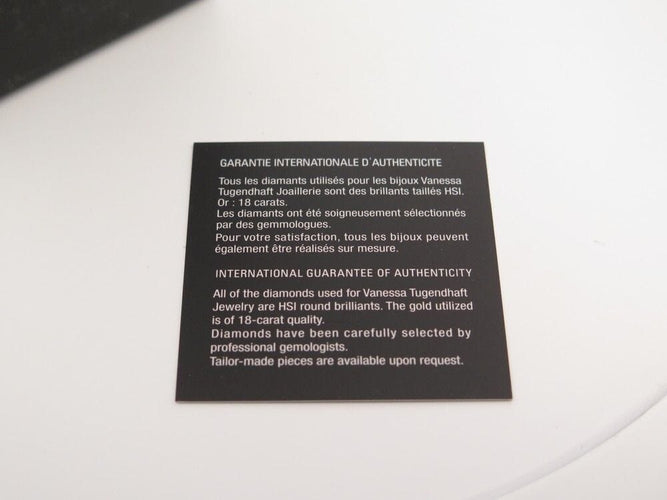 GARANTIE INTERNATIONALE D'AUTHENTICITE
Tous les diamants utilisés pour les bijoux Vanessa
Tugendhaft Joaillerie sont des brillants taillés HSI.
Or : 18 carats.
Les diamants ont été soigneusement sélectionnés
par des gemmologues.
Pour votre satisfaction, tous les bijoux peuvent
également être réalisés sur mesure.
INTERNATIONAL GUARANTEE OF AUTHENTICITY
All of the diamonds used for Vanessa Tugendhaft
Jewelry are HSI round brilliants. The gold utilized
is of 18-carat quality.
Diamonds have been carefully selected by
professional gemologists.
Tailor-made pieces are available upon request.